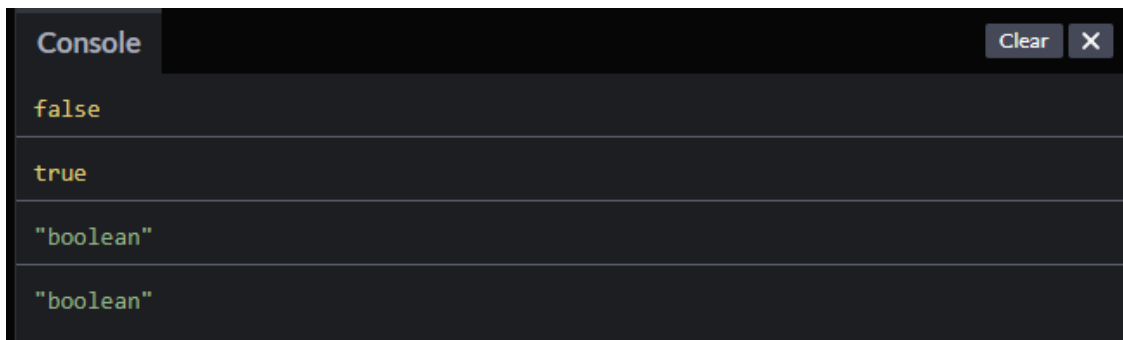 Console
Clear X
false
true
"boolean"
"boolean"